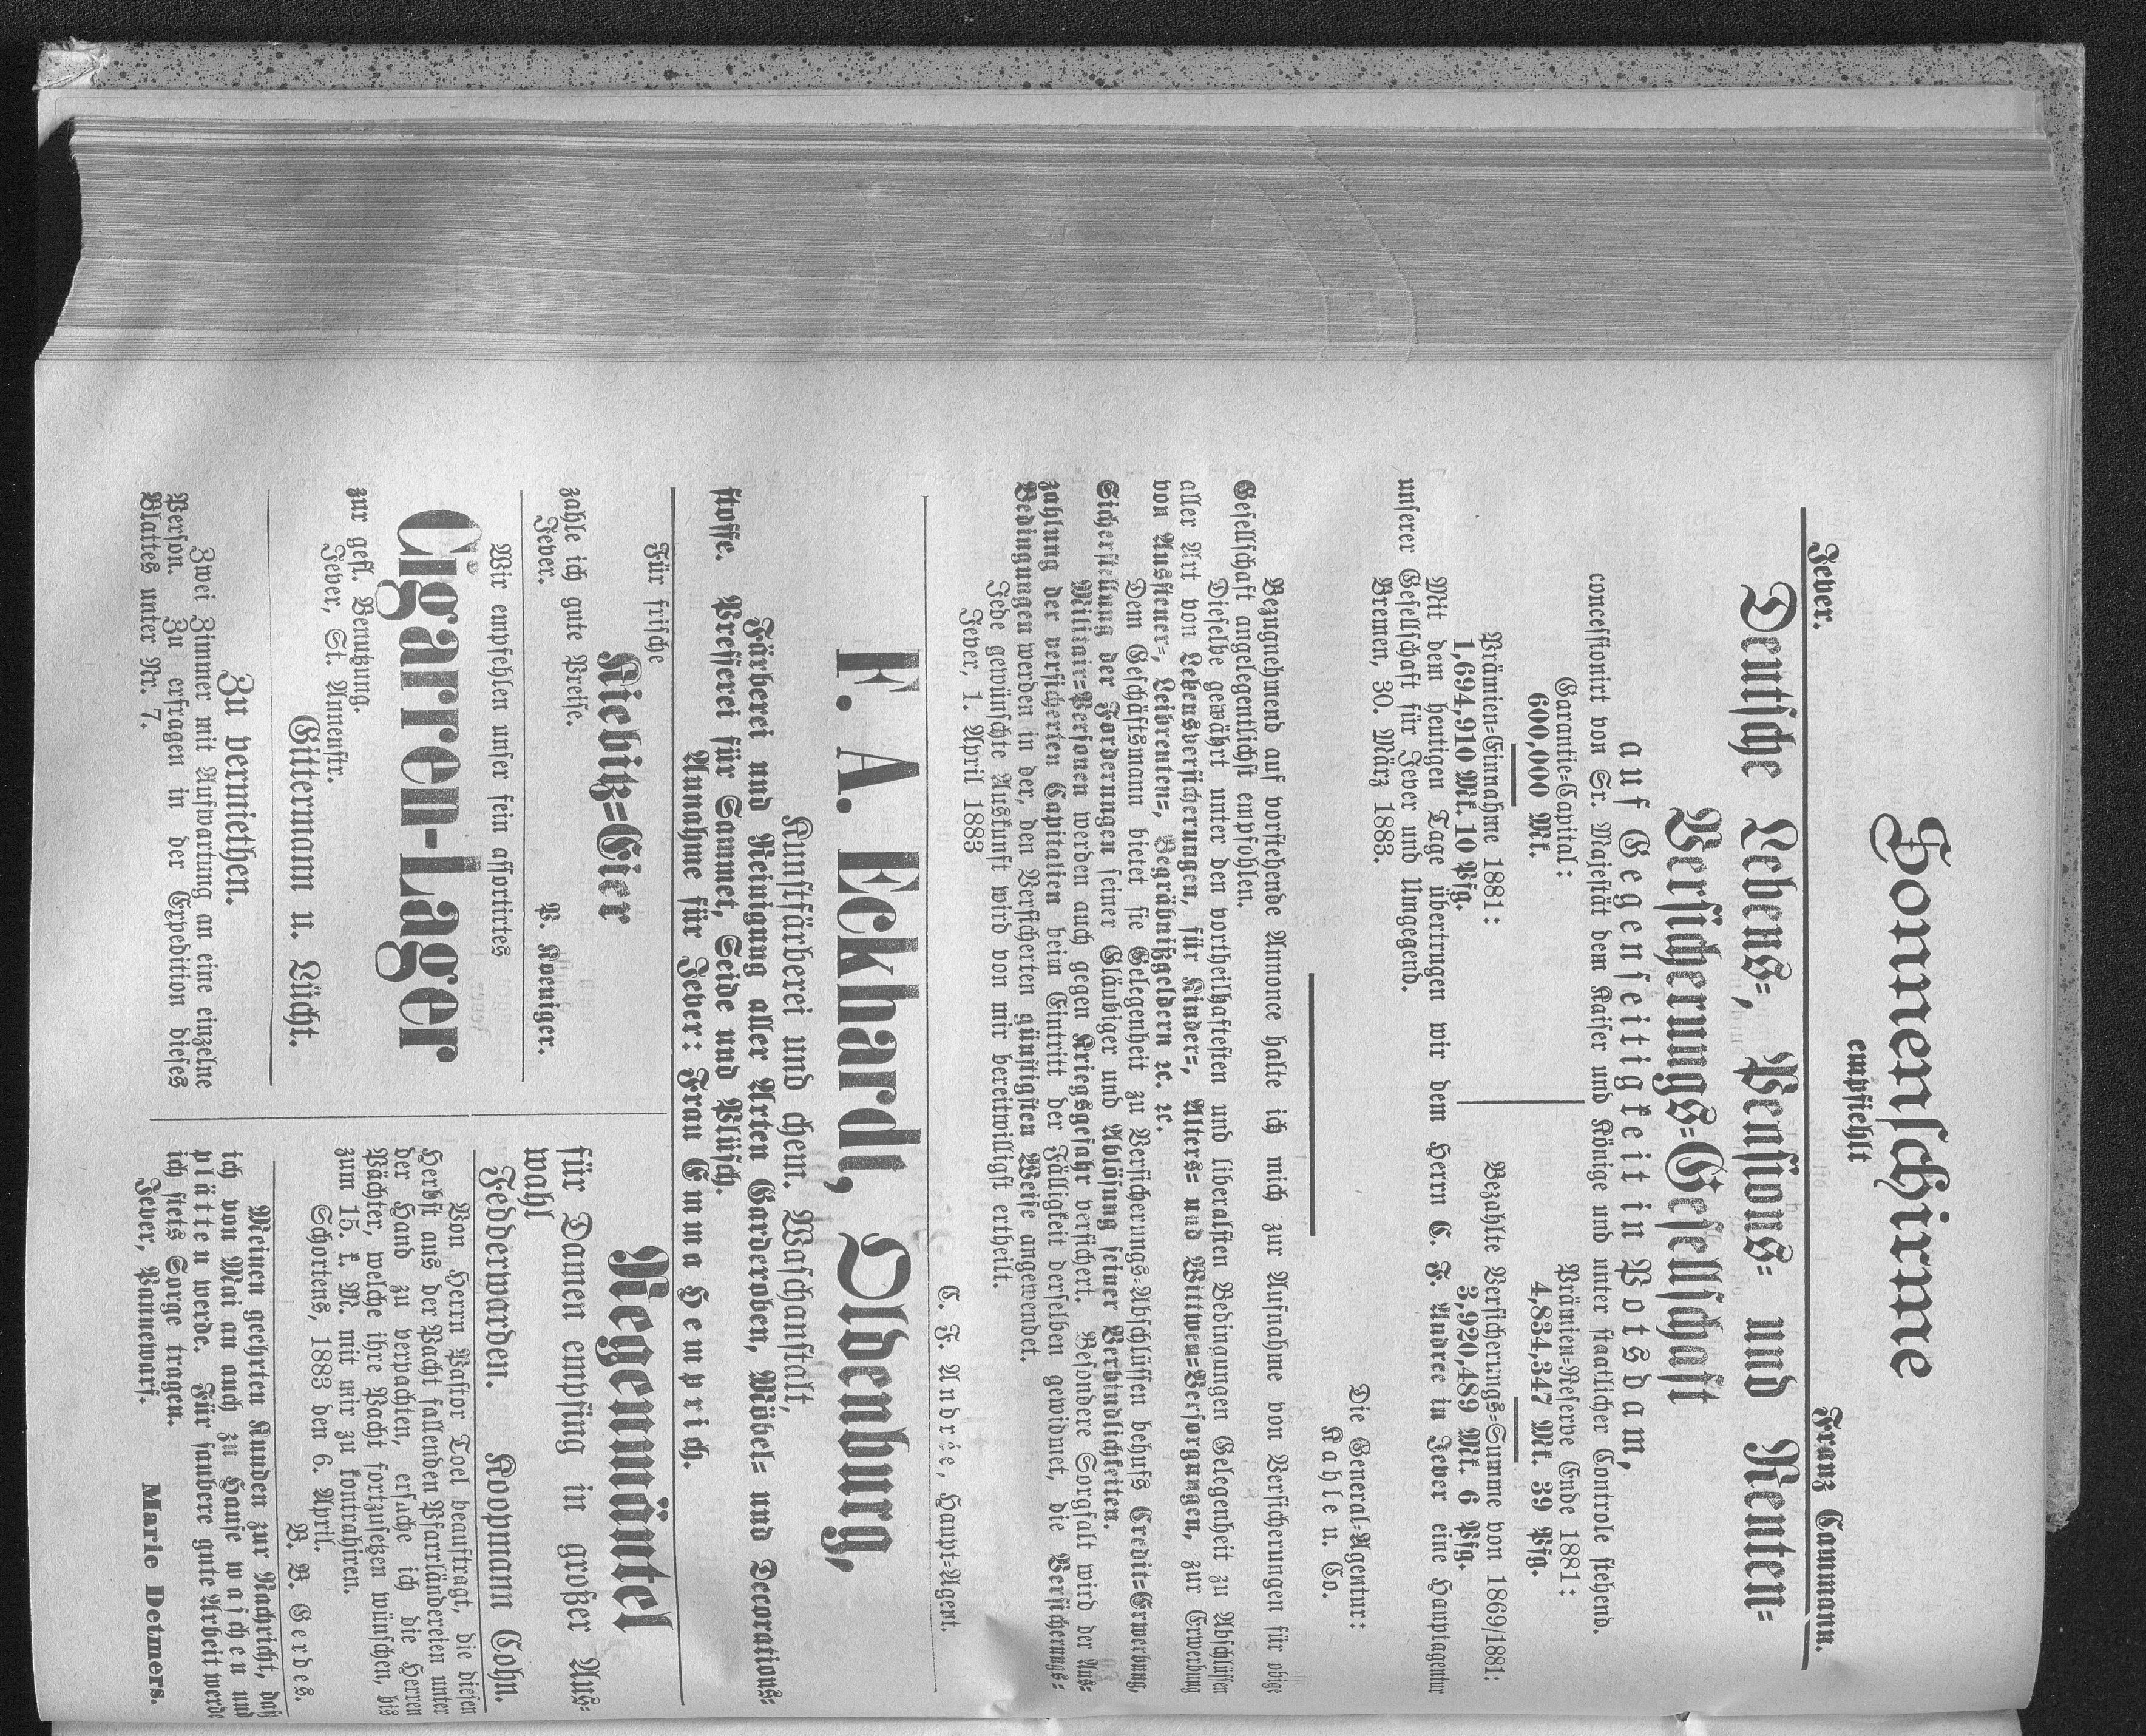 Sonnenschirme
empfiehlt
Jever. Franz Cammann.
Deutsche Lebens-, Pensions- und Renten-
Versicherungs-Gesellschaft
auf Gegenseitigkeit in Potsdam,
concessionirt von Sr. Majestät dem Kaiser und Könige und unter staatlicher Controle stehend.
Garantie-Capital:
600,000 Mk.
Prämien-Einnahme 1881:
1,694,910 Mk. 10 Pfg.
Prämien-Reserve Ende 1881:
4,834,347 Mk. 39 Pfg.
Bezahlte Versicherungs-Summe von 1869/1881:
3,920,489 Mk. 6 Pfg.
Mit dem heutigen Tage übertrugen wir dem Herrn C. F. Andree in Jever eine Hauptagentur
unserer Gesellschaft für Jever und Umgegend.
Bremen, 30. März 1883.
Die General-Agentur:
Kahle u. Co.
Bezugnehmend auf vorstehende Annonce halte ich mich zur Aufnahme von Versicherungen für obige
Gesellschaft angelegentlichst empfohlen.
Dieselbe gewährt unter den vortheilhaftesten und liberalsten Bedingungen Gelegenheit zu Abschlüssen
aller Art von Lebensversicherungen, für Kinder-, Alters- und Wittwen-Versorgungen, zur Erwerbung
von Aussteuer-, Leibrenten-, Begräbnißgeldern ꝛc. ꝛc.
Dem Geschäftsmann bietet sie Gelegenheit zu Versicherungs-Abschlüssen behufs Credit-Erwerbung,
Sicherstellung der Forderungen seiner Gläubiger und Ablösung seiner Verbindlichkeiten.
Militair-Personen werden auch gegen Kriegsgefahr versichert. Besondere Sorgfalt wird der Aus-
zahlung der versicherten Capitalien beim Eintritt der Fälligkeit derselben gewidmet, die Versicherungs-
Bedingungen werden in der, den Versicherten günstigsten Weise angewendet.
Jede gewünschte Auskunft wird von mir bereitwilligst ertheilt.
Jever, 1. April 1883
C. F. Andrée, Haupt-Agent.
F. A. Eckhardt, Oldenburg,
Kunstfärberei und chem. Waschanstalt,
Färberei und Reinigung aller Arten Garderoben, Möbel- und Decorations-
stoffe. Presserei für Sammet, Seide und Plüsch.
Annahme für Jever: Frau Emma Hemprich.
Für frische
Kiebitz-Eier
zahle ich gute Preise.
Jever. P. Koeniger.
Wir empfehlen unser fein assortirtes
Cigarren-Lager
zur gefl. Benutzung.
Jever, St. Annenstr.
Gittermann u. Lücht.
Zu vermiethen.
Zwei Zimmer mit Aufwartung an eine einzelne
Person. Zu erfragen in der Expedition dieses
Blattes unter Nr. 7.
Regenmäntel
für Damen empfing in großer Aus-
wahl
Fedderwarden. Koopmann Cohn.
Von Herrn Pastor Toel beauftragt, die diesen
Herbst aus der Pacht fallenden Pfarrländereien unter
der Hand zu verpachten, ersuche ich die Herren
Pächter, welche ihre Pacht fortzusetzen wünschen, bis
zum 15. k. M. mit mir zu kontrahiren.
Schortens, 1883 den 6. April.
B. B. Gerdes.
Meinen geehrten Kunden zur Nachricht, daß
ich von Mai an auch zu Hause waschen und
plätten werde. Für saubere gute Arbeit werde
ich stets Sorge tragen.
Jever, Pannewarf. Marie Detmers.